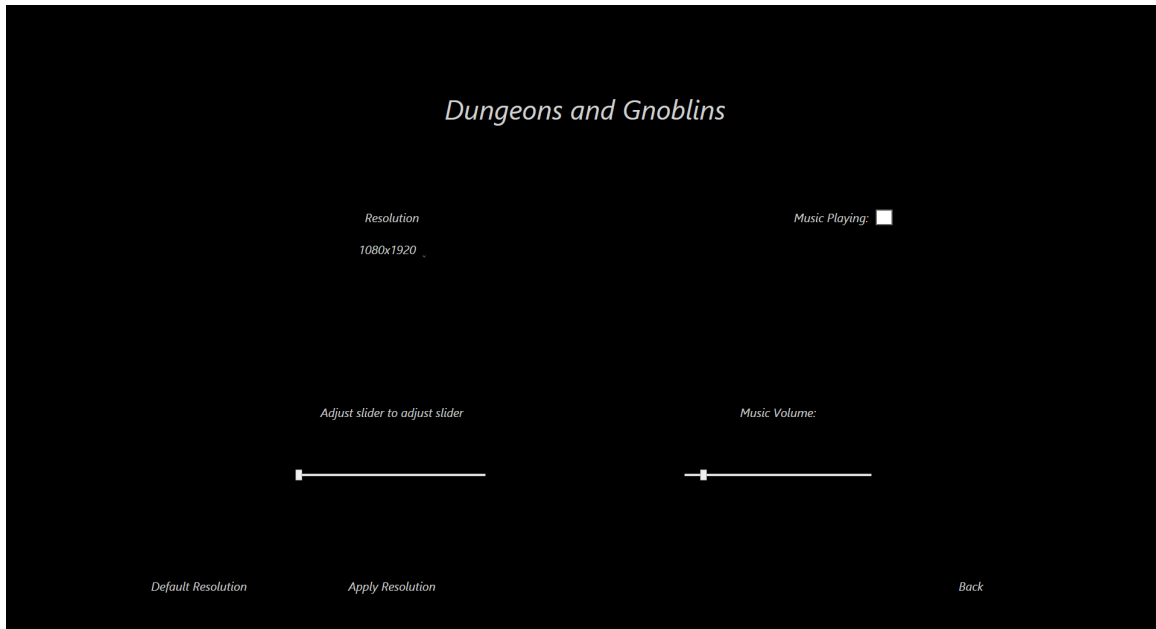 Dungeons and Gnoblins
Resolution
Music Playing:
1080x1920
Adjust slider to adjust slider
Music Volume:
Default Resolution
Apply Resolution
Back